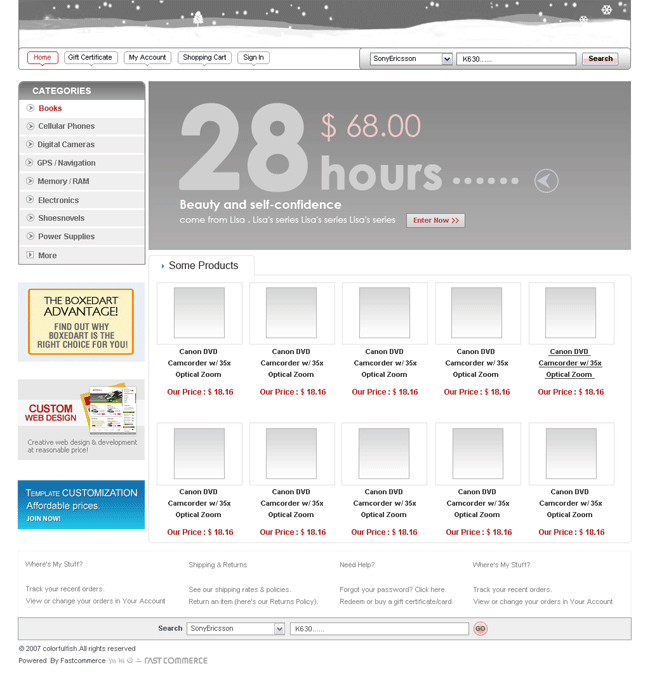 Home Gift Certificate My Account Shopping Cart Sign In SonyEricsson K630...... Search
CATEGORIES
Books
Cellular Phones
Digital Cameras
GPS / Navigation
Memory / RAM
Electronics
Shoesnovels
Power Supplies
More
28 $ 68.00
hours ......
Beauty and self-confidence
come from Lisa . Lisa's series Lisa's series Lisa's series Enter Now >>
THE BOXEDART
ADVANTAGE!
FIND OUT WHY
BOXEDART IS THE
RIGHT CHOICE FOR YOU!
CUSTOM
WEB DESIGN
Creative web design & development
at reasonable price!
TEMPLATE CUSTOMIZATION
Affordable prices.
JOIN NOW!
Some Products
Canon DVD Canon DVD Canon DVD Canon DVD Canon DVD
Camcorder w/ 35x Camcorder w/ 35x Camcorder w/ 35x Camcorder w/ 35x Camcorder w/ 35x
Optical Zoom Optical Zoom Optical Zoom Optical Zoom Optical Zoom
Our Price : $ 18.16 Our Price : $ 18.16 Our Price : $ 18.16 Our Price : $ 18.16 Our Price : $ 18.16
Canon DVD Canon DVD Canon DVD Canon DVD Canon DVD
Camcorder w/ 35x Camcorder w/ 35x Camcorder w/ 35x Camcorder w/ 35x Camcorder w/ 35x
Optical Zoom Optical Zoom Optical Zoom Optical Zoom Optical Zoom
Our Price : $ 18.16 Our Price : $ 18.16 Our Price : $ 18.16 Our Price : $ 18.16 Our Price : $ 18.16
Where's My Stuff? Shipping & Returns Need Help? Where's My Stuff?
Track your recent orders. See our shipping rates & policies. Forgot your password? Click here. Track your recent orders.
View or change your orders in Your Account Return an item (here's our Returns Policy). Redeem or buy a gift certificate/card. View or change your orders in Your Account
Search SonyEricsson K630...... GO
© 2007 colorfulfish.All rights reserved
Powered By Fastcommerce FAST COMMERCE